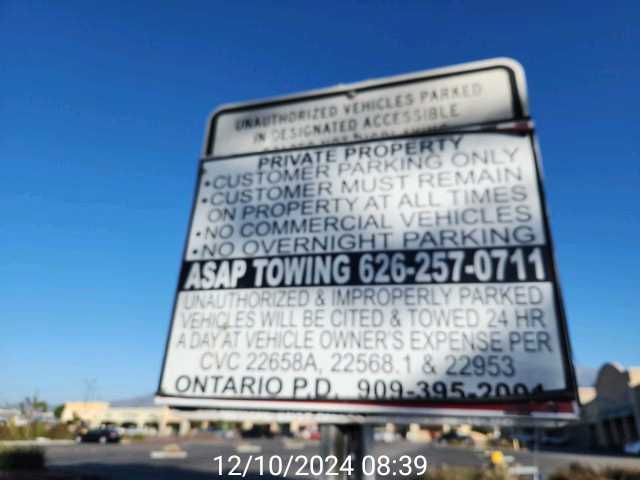 UNAUTHORIZED VEHICLES PARKED
IN DESIGNATED ACCESSIBLE
PRIVATE PROPERTY
•CUSTOMER PARKING ONLY
•CUSTOMER MUST REMAIN
ON PROPERTY AT ALL TIMES
•NO COMMERCIAL VEHICLES
•NO OVERNIGHT PARKING
ASAP TOWING 626-257-0711
UNAUTHORIZED & IMPROPERLY PARKED
VEHICLES WILL BE CITED & TOWED 24 HR
A DAY AT VEHICLE OWNER'S EXPENSE PER
CVC 22658A, 22568.1 & 22953
ONTARIO P.D. 909-395-2001
12/10/2024 08:39